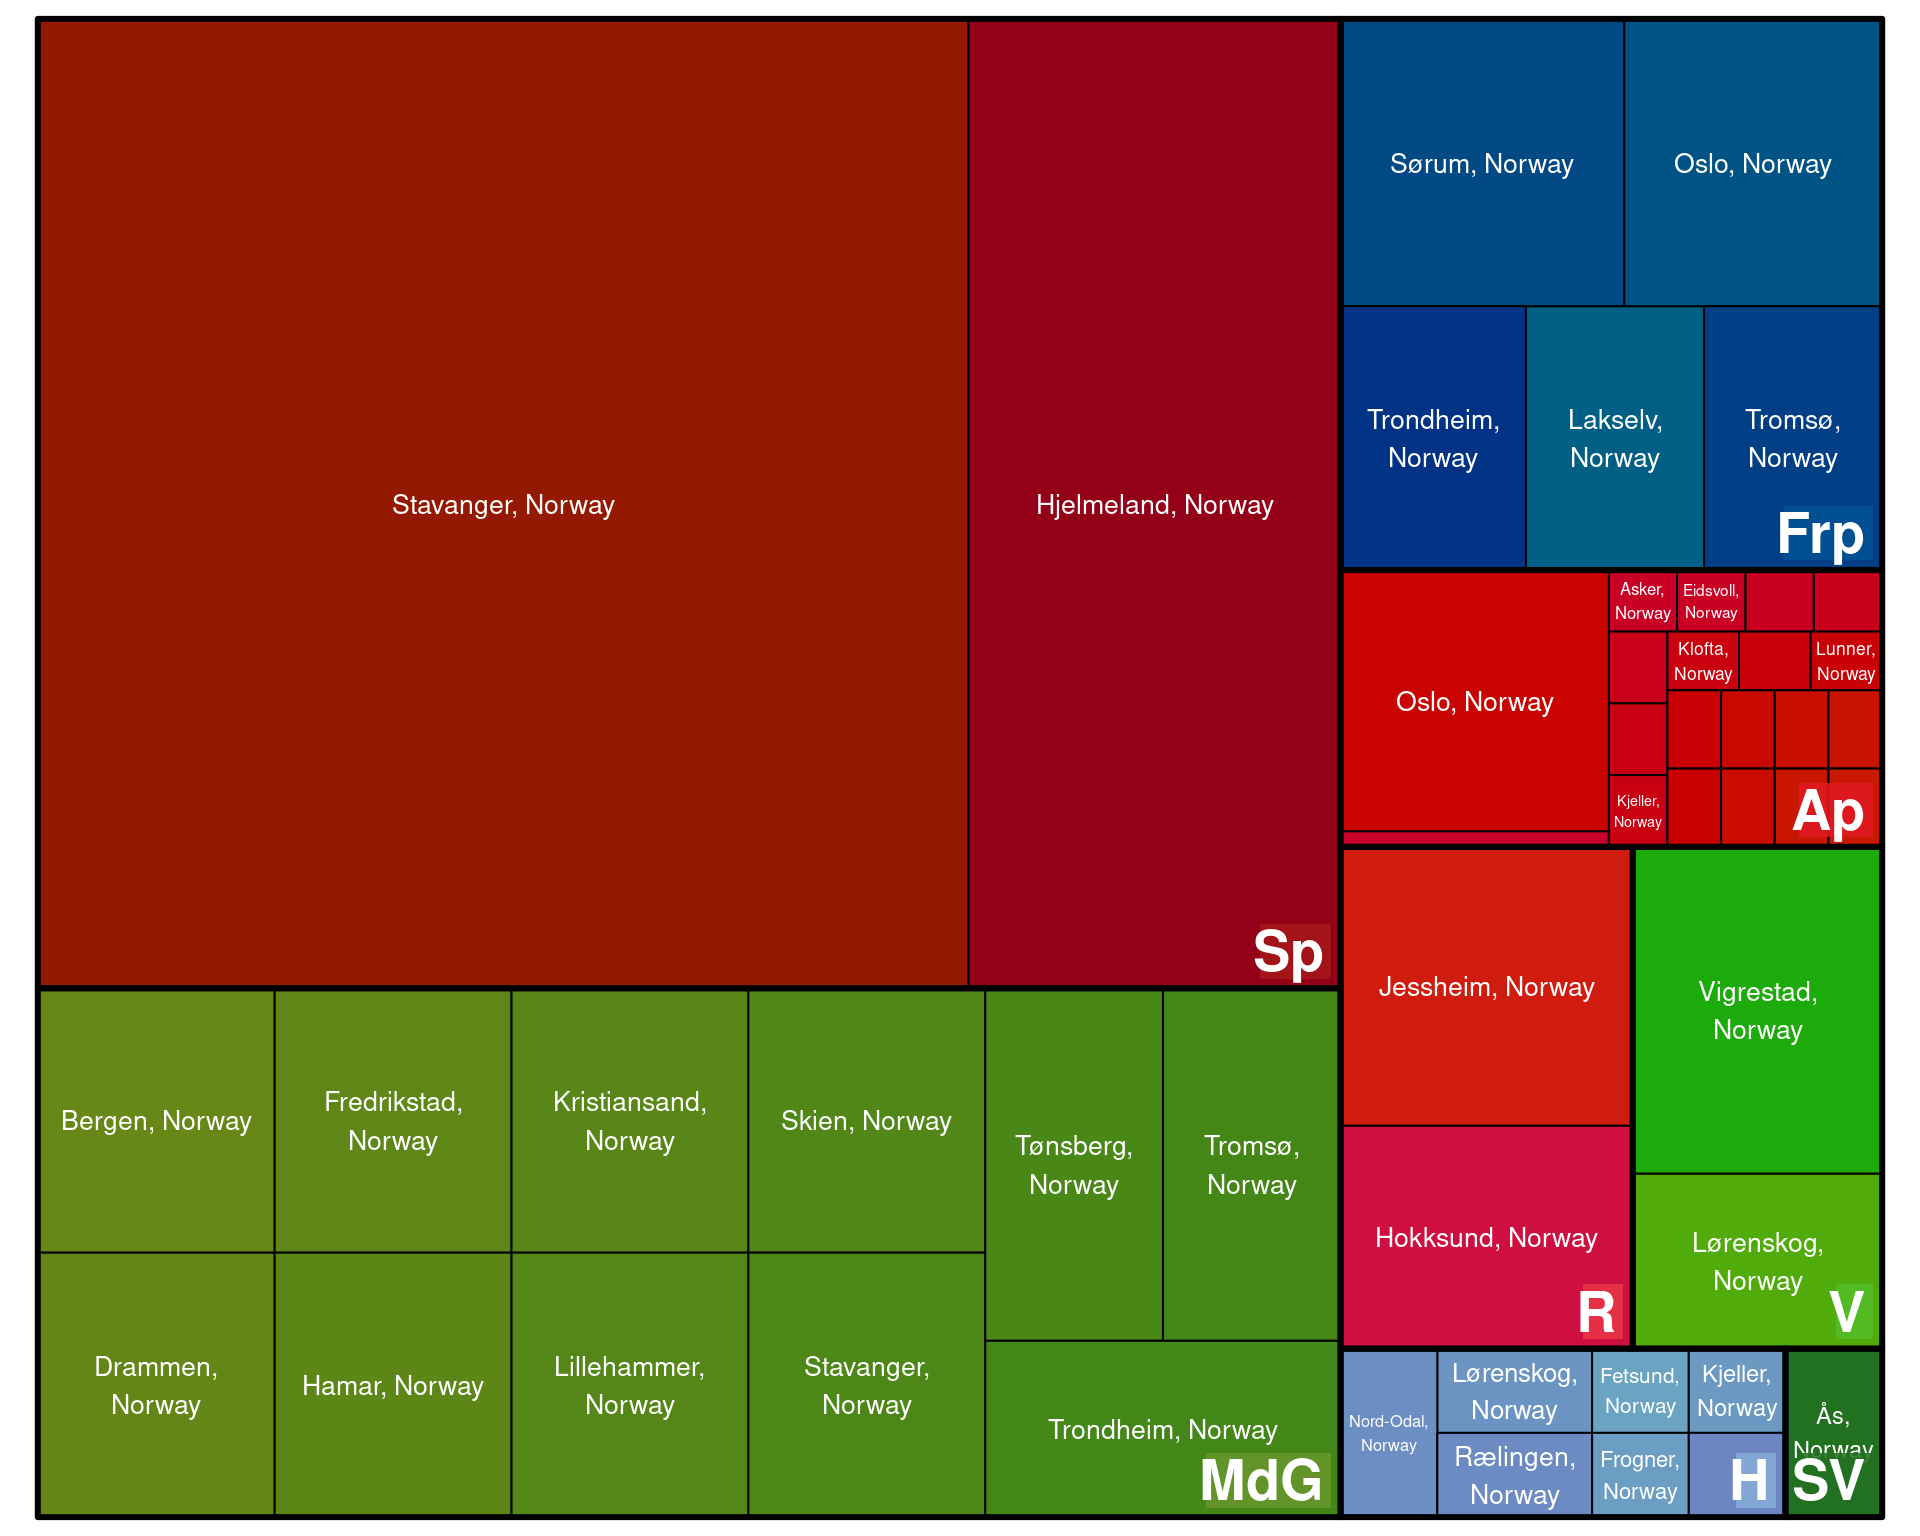 Stavanger, Norway
Hjelmeland, Norway
Sp
Sørum, Norway
Oslo, Norway
Trondheim,
Norway
Lakselv,
Norway
Tromsø,
Norway
Frp
Oslo, Norway
Asker,
Norway
Eidsvoll,
Norway
Klofta,
Norway
Lunner,
Norway
Kjeller,
Norway
Ap
Jessheim, Norway
Hokksund, Norway
R
Vigrestad,
Norway
Lørenskog,
Norway
V
Bergen, Norway
Fredrikstad,
Norway
Kristiansand,
Norway
Skien, Norway
Tønsberg,
Norway
Tromsø,
Norway
Drammen,
Norway
Hamar, Norway
Lillehammer,
Norway
Stavanger,
Norway
Trondheim, Norway
MdG
Nord-Odal,
Norway
Lørenskog,
Norway
Rælingen,
Norway
Fetsund,
Norway
Frogner,
Norway
Kjeller,
Norway
H
Ås,
Norway
SV